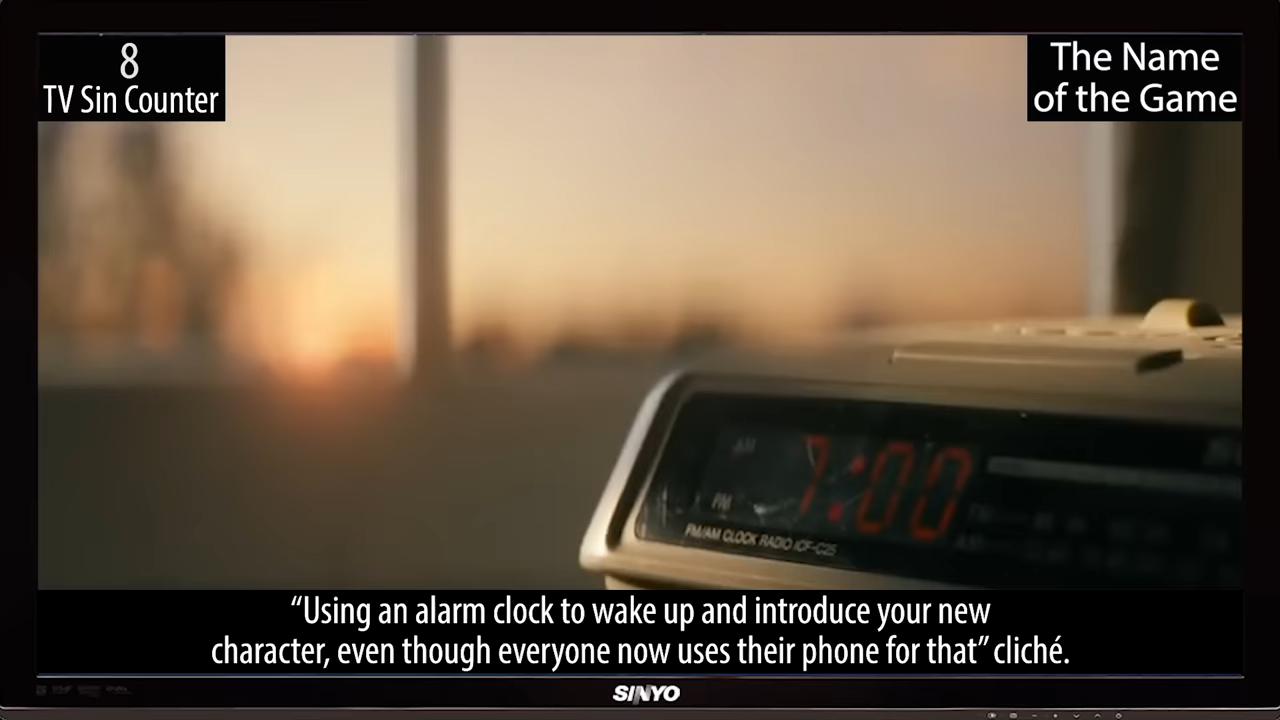 8
TV Sin Counter
The Name
of the Game
AM
7:00
PM
FM/AM CLOCK RADIO ICF-C25
“Using an alarm clock to wake up and introduce your new
character, even though everyone now uses their phone for that” cliché.
SINYO